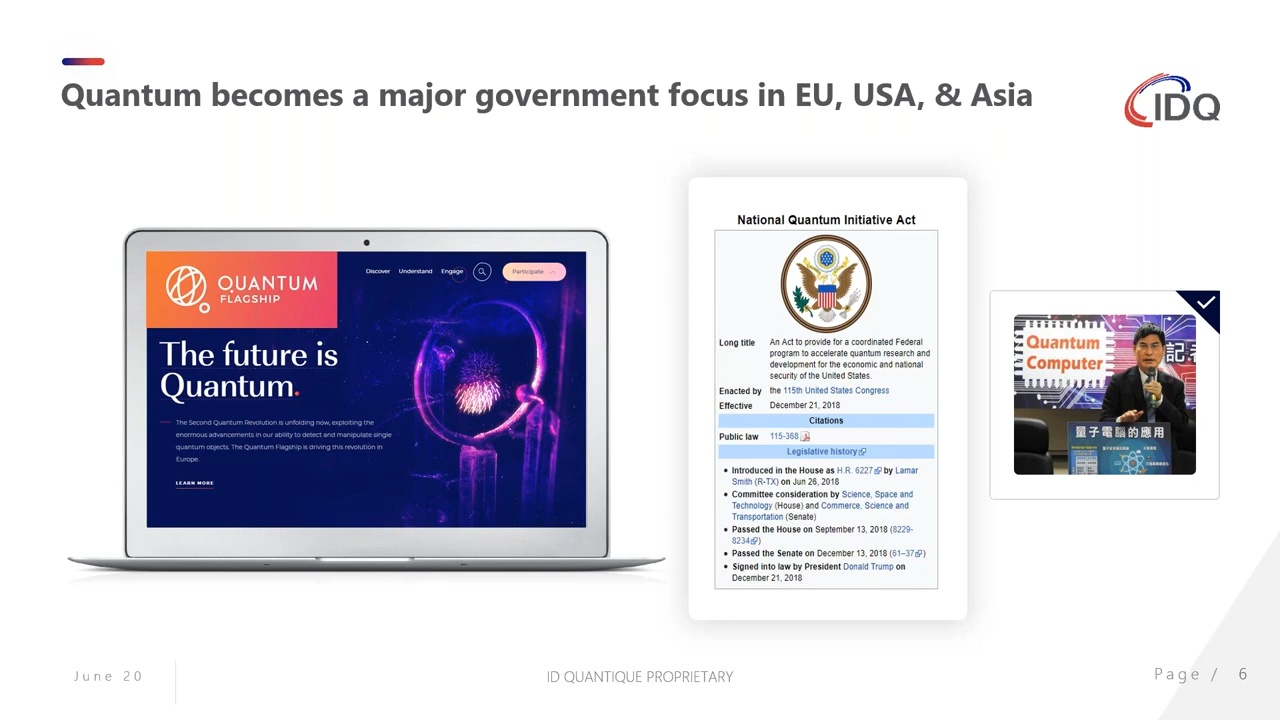 Quantum becomes a major government focus in EU, USA, & Asia
IDQ
QUANTUM
FLAGSHIP
Discover Understand Engage Participate
The future is
Quantum.
The Second Quantum Revolution is unfolding now, exploiting the
enormous advancements in our ability to detect and manipulate single
quantum objects. The Quantum Flagship is driving this revolution in
Europe.
LEARN MORE
National Quantum Initiative Act
Long title An Act to provide for a coordinated Federal
program to accelerate quantum research and
development for the economic and national
security of the United States.
Enacted by the 115th United States Congress
Effective December 21, 2018
Citations
Public law 115-368
Legislative history
• Introduced in the House as H.R. 6227 by Lamar
Smith (R-TX) on Jun 26, 2018
• Committee consideration by Science, Space and
Technology (House) and Commerce, Science and
Transportation (Senate)
• Passed the House on September 13, 2018 (8229-
8234)
• Passed the Senate on December 13, 2018 (61–37)
• Signed into law by President Donald Trump on
December 21, 2018
Quantum
Computer
記
量子電腦的應用
June 20
ID QUANTIQUE PROPRIETARY
Page / 6